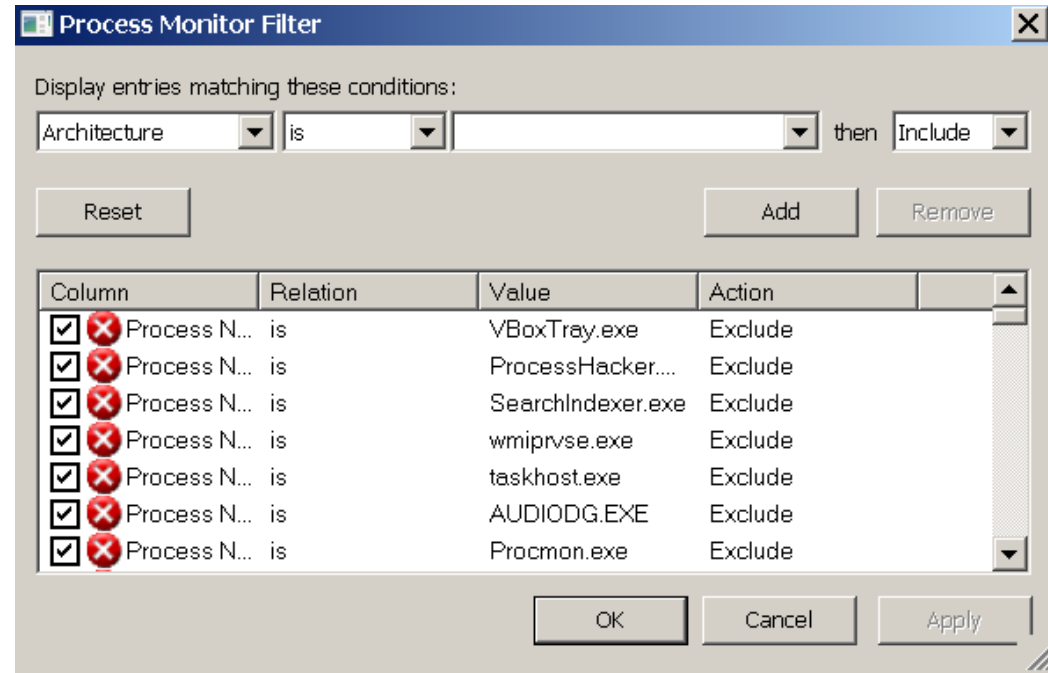 Process Monitor Filter
Display entries matching these conditions:
Architecture is then Include
Reset Add Remove
Column Relation Value Action
Process N... is VBoxTray.exe Exclude
Process N... is ProcessHacker.... Exclude
Process N... is SearchIndexer.exe Exclude
Process N... is wmiprvse.exe Exclude
Process N... is taskhost.exe Exclude
Process N... is AUDIODG.EXE Exclude
Process N... is Procmon.exe Exclude
OK Cancel Apply